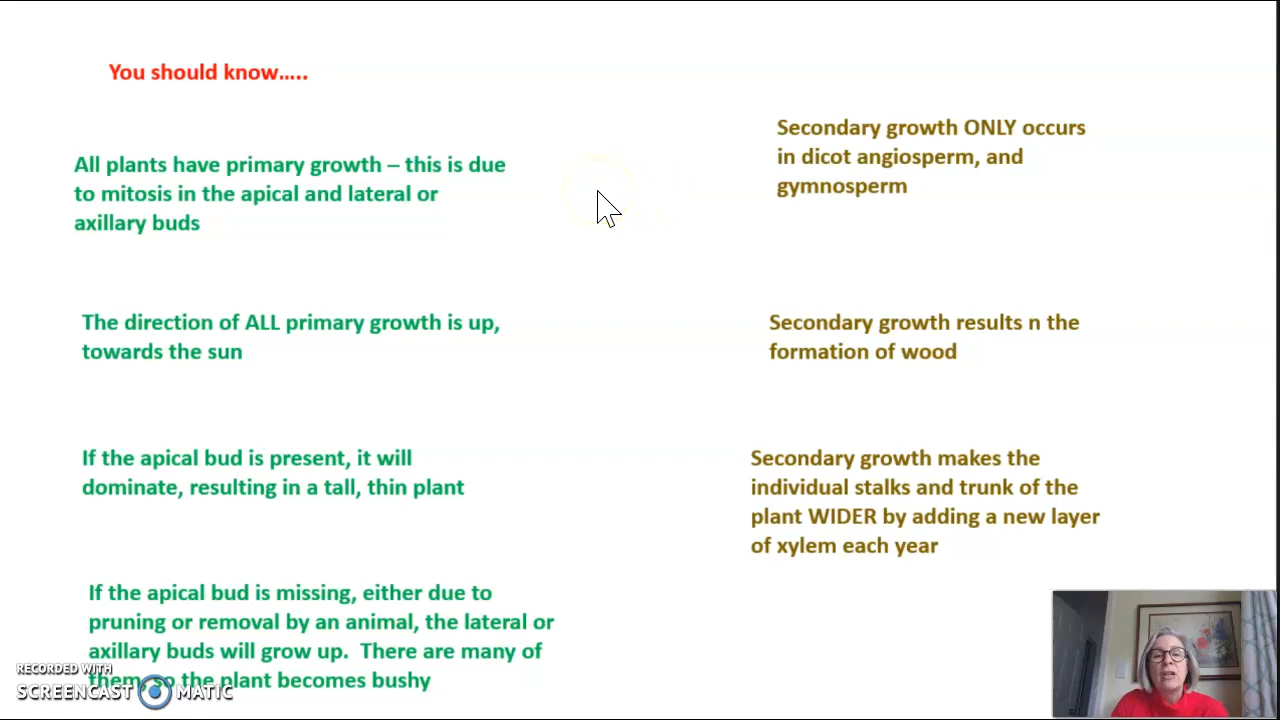 You should know.....
All plants have primary growth – this is due
to mitosis in the apical and lateral or
axillary buds
The direction of ALL primary growth is up,
towards the sun
If the apical bud is present, it will
dominate, resulting in a tall, thin plant
If the apical bud is missing, either due to
pruning or removal by an animal, the lateral or
axillary buds will grow up. There are many of
them, so the plant becomes bushy
Secondary growth ONLY occurs
in dicot angiosperm, and
gymnosperm
Secondary growth results n the
formation of wood
Secondary growth makes the
individual stalks and trunk of the
plant WIDER by adding a new layer
of xylem each year
RECORDED WITH
SCREENCAST MATIC